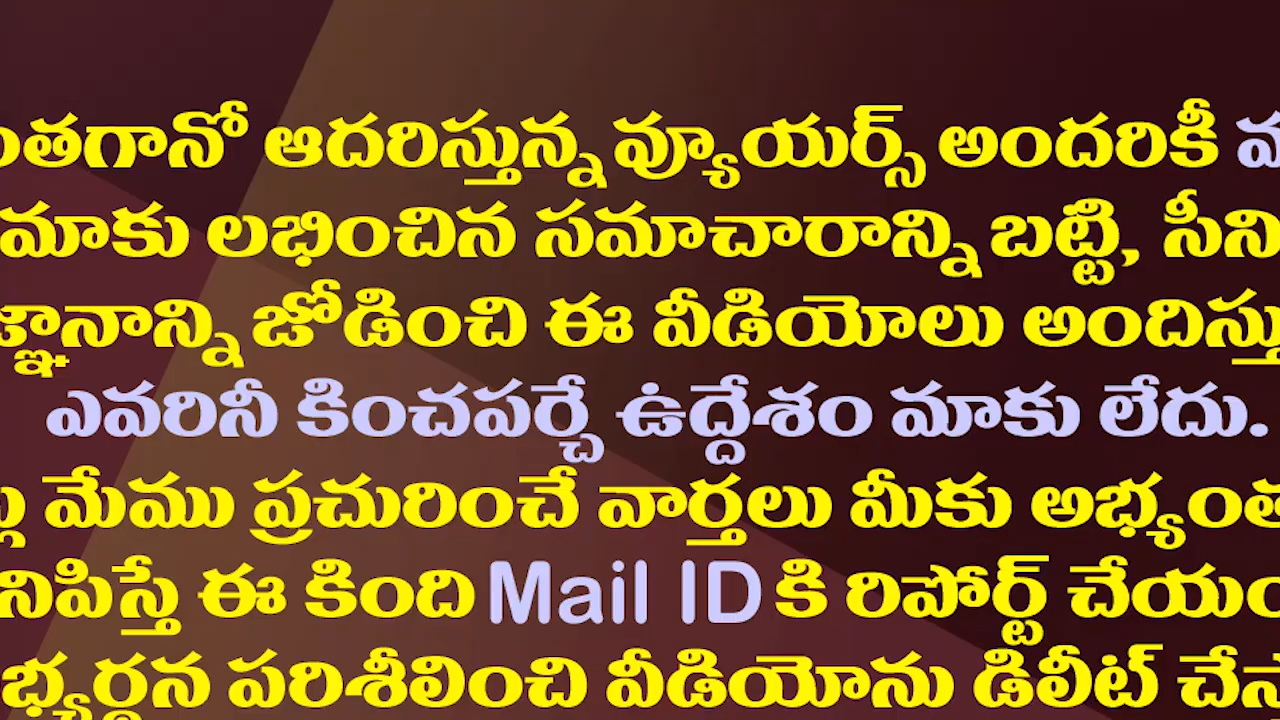 ంతగానో ఆదరిస్తున్న వ్యూయర్స్ అందరికీ
మాకు లభించిన సమాచారాన్ని బట్టి, సీని
జ్ఞానాన్ని జోడించి ఈ వీడియోలు అందిస్తు
ఎవరినీ కించపర్చే ఉద్దేశం మాకు లేదు.
మేము ప్రచురించే వార్తలు మీకు అభ్యంత
నిపిస్తే ఈ కింది Mail ID కి రిపోర్ట్ చేయం
భ్యర్థన పరిశీలించి వీడియోను డిలీట్ చేస